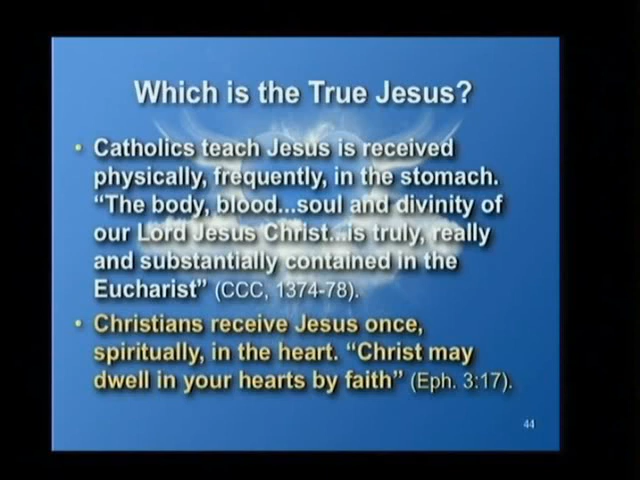 Which is the True Jesus?
• Catholics teach Jesus is received
physically, frequently, in the stomach.
“The body, blood...soul and divinity of
our Lord Jesus Christ...is truly, really
and substantially contained in the
Eucharist” (CCC, 1374-78).
• Christians receive Jesus once,
spiritually, in the heart. “Christ may
dwell in your hearts by faith” (Eph. 3:17).
44